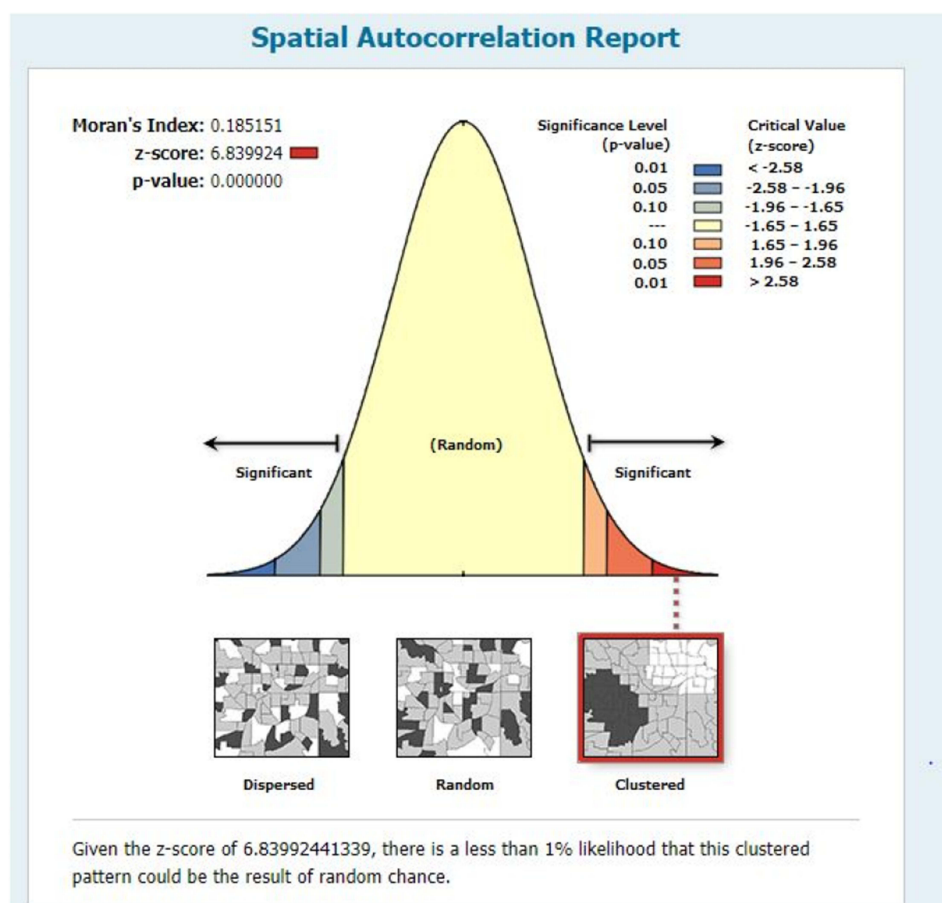 Spatial Autocorrelation Report
Moran's Index: 0.185151
z-score: 6.839924
p-value: 0.000000
Significance Level
(p-value)
Critical Value
(z-score)
0.01 < -2.58
0.05 -2.58 – -1.96
0.10 -1.96 – -1.65
--- -1.65 – 1.65
0.10 1.65 – 1.96
0.05 1.96 – 2.58
0.01 > 2.58
(Random)
Significant
Significant
Dispersed
Random
Clustered
Given the z-score of 6.83992441339, there is a less than 1% likelihood that this clustered
pattern could be the result of random chance.